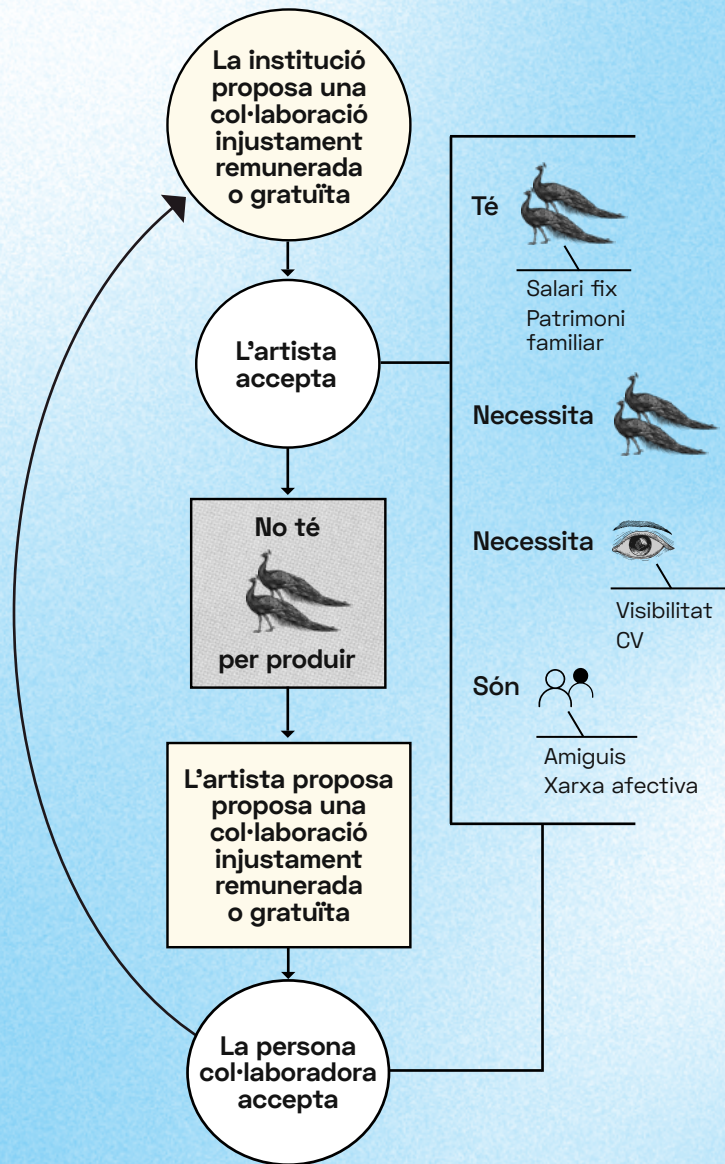 La institució
proposa una
col·laboració
injustament
remunerada
o gratuïta
L'artista
accepta
No té
per produir
L'artista proposa
proposa una
col·laboració
injustament
remunerada
o gratuïta
La persona
col·laboradora
accepta
Té
Salari fix
Patrimoni
familiar
Necessita
Necessita
Visibilitat
CV
Són
Amiguis
Xarxa afectiva